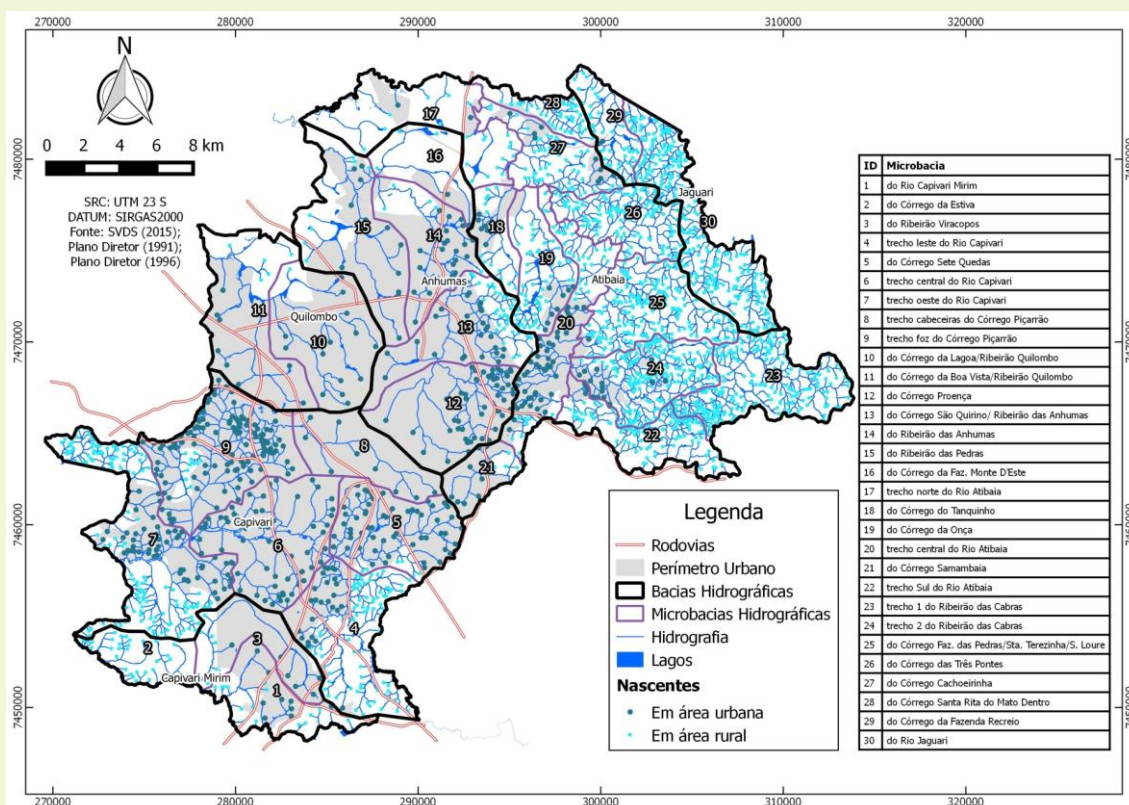 270000 280000 290000 300000 310000 320000
N
0 2 4 6 8 km
SRC: UTM 23 S
DATUM: SIRGAS2000
Fonte: SVDS (2015);
Plano Diretor (1991);
Plano Diretor (1996)
7480000
7470000
7460000
7450000
17
28
29
16
27
Jaguari
15
14
18
26
30
Anhumas
19
Atibaia
25
11
Quilombo
13
20
10
24
23
12
22
9
8
21
Capivari
5
7
6
4
3
2
Capivari Mirim
1
ID Microbacia
1 do Rio Capivari Mirim
2 do Córrego da Estiva
3 do Ribeirão Viracopos
4 trecho leste do Rio Capivari
5 do Córrego Sete Quedas
6 trecho central do Rio Capivari
7 trecho oeste do Rio Capivari
8 trecho cabeceiras do Córrego Piçarrão
9 trecho foz do Córrego Piçarrão
10 do Córrego da Lagoa/Ribeirão Quilombo
11 do Córrego da Boa Vista/Ribeirão Quilombo
12 do Córrego Proença
13 do Córrego São Quirino/ Ribeirão das Anhumas
14 do Ribeirão das Anhumas
15 do Ribeirão das Pedras
16 do Córrego da Faz. Monte D'Este
17 trecho norte do Rio Atibaia
18 do Córrego do Tanquinho
19 do Córrego da Onça
20 trecho central do Rio Atibaia
21 do Córrego Samambaia
22 trecho Sul do Rio Atibaia
23 trecho 1 do Ribeirão das Cabras
24 trecho 2 do Ribeirão das Cabras
25 do Córrego Faz. das Pedras/Sta. Terezinha/S. Loure
26 do Córrego das Três Pontes
27 do Córrego Cachoeirinha
28 do Córrego Santa Rita do Mato Dentro
29 do Córrego da Fazenda Recreio
30 do Rio Jaguari
Legenda
Rodovias
Perímetro Urbano
Bacias Hidrográficas
Microbacias Hidrográficas
Hidrografia
Lagos
Nascentes
Em área urbana
Em área rural
7480000
7470000
7460000
7450000
270000 280000 290000 300000 310000 320000